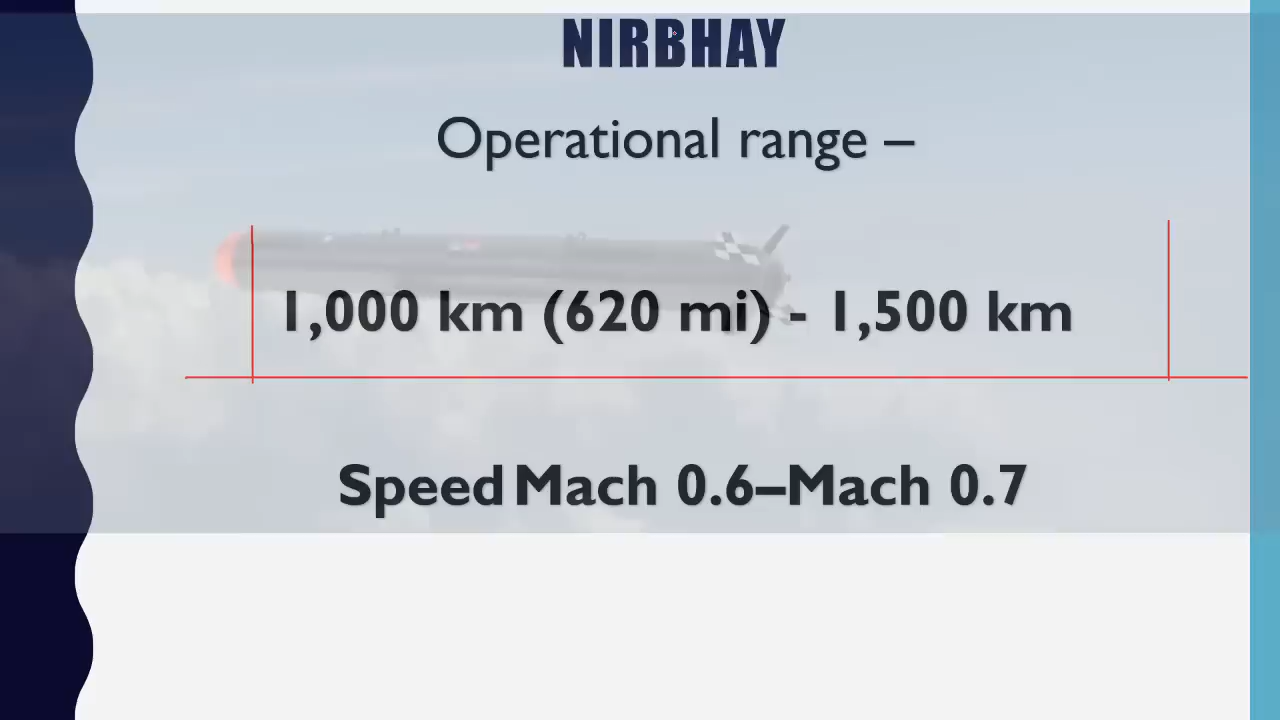 NIRBHAY
Operational range –
1,000 km (620 mi) - 1,500 km
Speed Mach 0.6–Mach 0.7